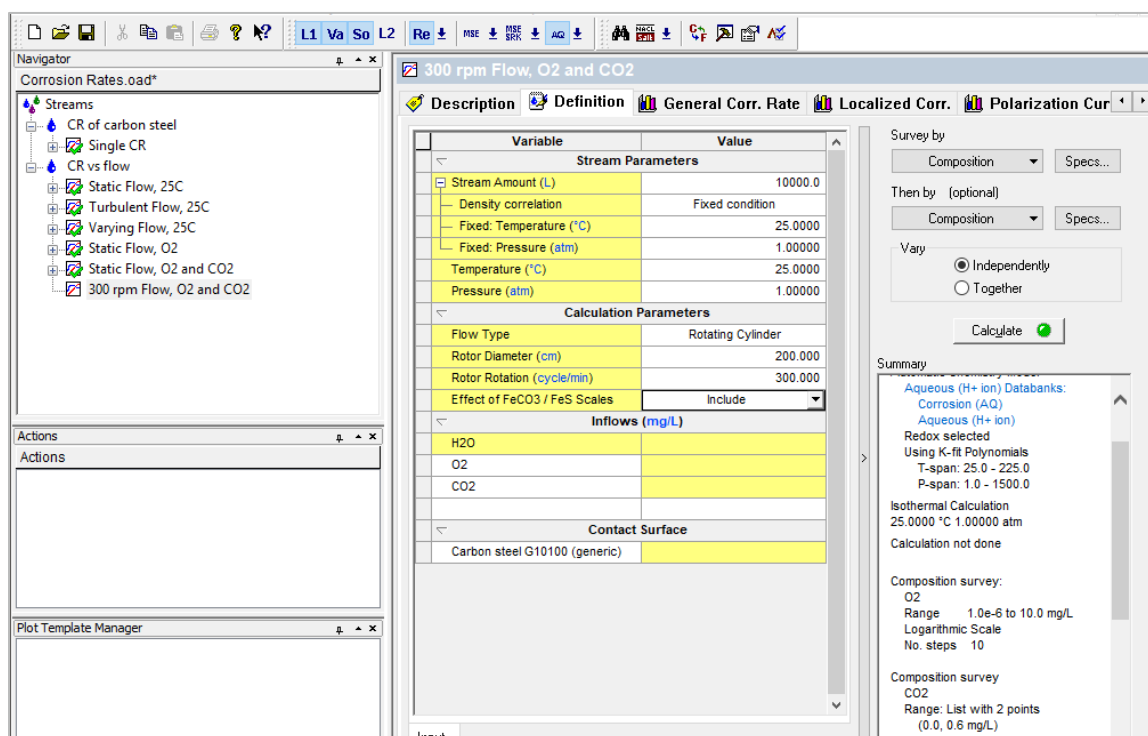 L1 Va So L2 Re MSE MSE SRK AQ NACL Salt
Navigator
Corrosion Rates.oad*
Streams
CR of carbon steel
Single CR
CR vs flow
Static Flow, 25C
Turbulent Flow, 25C
Varying Flow, 25C
Static Flow, O2
Static Flow, O2 and CO2
300 rpm Flow, O2 and CO2
Actions
Actions
Plot Template Manager
300 rpm Flow, O2 and CO2
Description Definition General Corr. Rate Localized Corr. Polarization Cur
Variable Value
Stream Parameters
Stream Amount (L) 10000.0
Density correlation Fixed condition
Fixed: Temperature (°C) 25.0000
Fixed: Pressure (atm) 1.00000
Temperature (°C) 25.0000
Pressure (atm) 1.00000
Calculation Parameters
Flow Type Rotating Cylinder
Rotor Diameter (cm) 200.000
Rotor Rotation (cycle/min) 300.000
Effect of FeCO3 / FeS Scales Include
Inflows (mg/L)
H2O
O2
CO2
Contact Surface
Carbon steel G10100 (generic)
Survey by
Composition Specs...
Then by (optional)
Composition Specs...
Vary
Independently
Together
Calculate
Summary
Aqueous (H+ ion) Databanks:
Corrosion (AQ)
Aqueous (H+ ion)
Redox selected
Using K-fit Polynomials
T-span: 25.0 - 225.0
P-span: 1.0 - 1500.0
Isothermal Calculation
25.0000 °C 1.00000 atm
Calculation not done
Composition survey:
O2
Range 1.0e-6 to 10.0 mg/L
Logarithmic Scale
No. steps 10
Composition survey
CO2
Range: List with 2 points
(0.0, 0.6 mg/L)